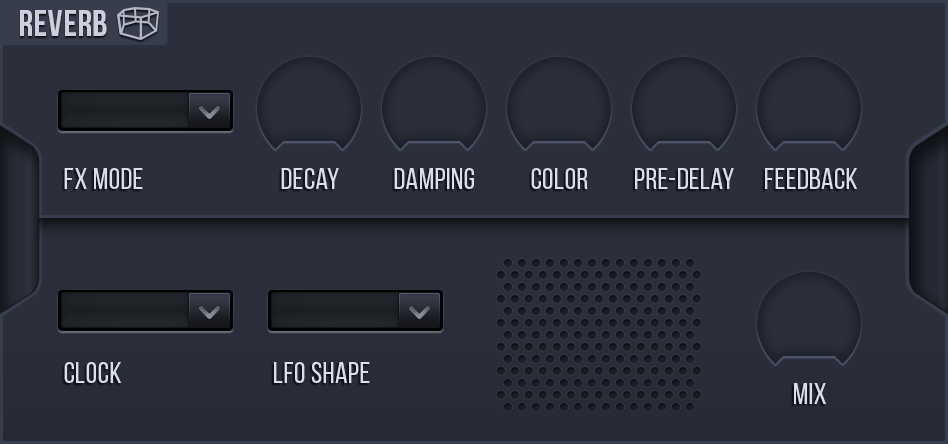 REVERB
FX MODE
DECAY
DAMPING
COLOR
PRE-DELAY
FEEDBACK
CLOCK
LFO SHAPE
MIX